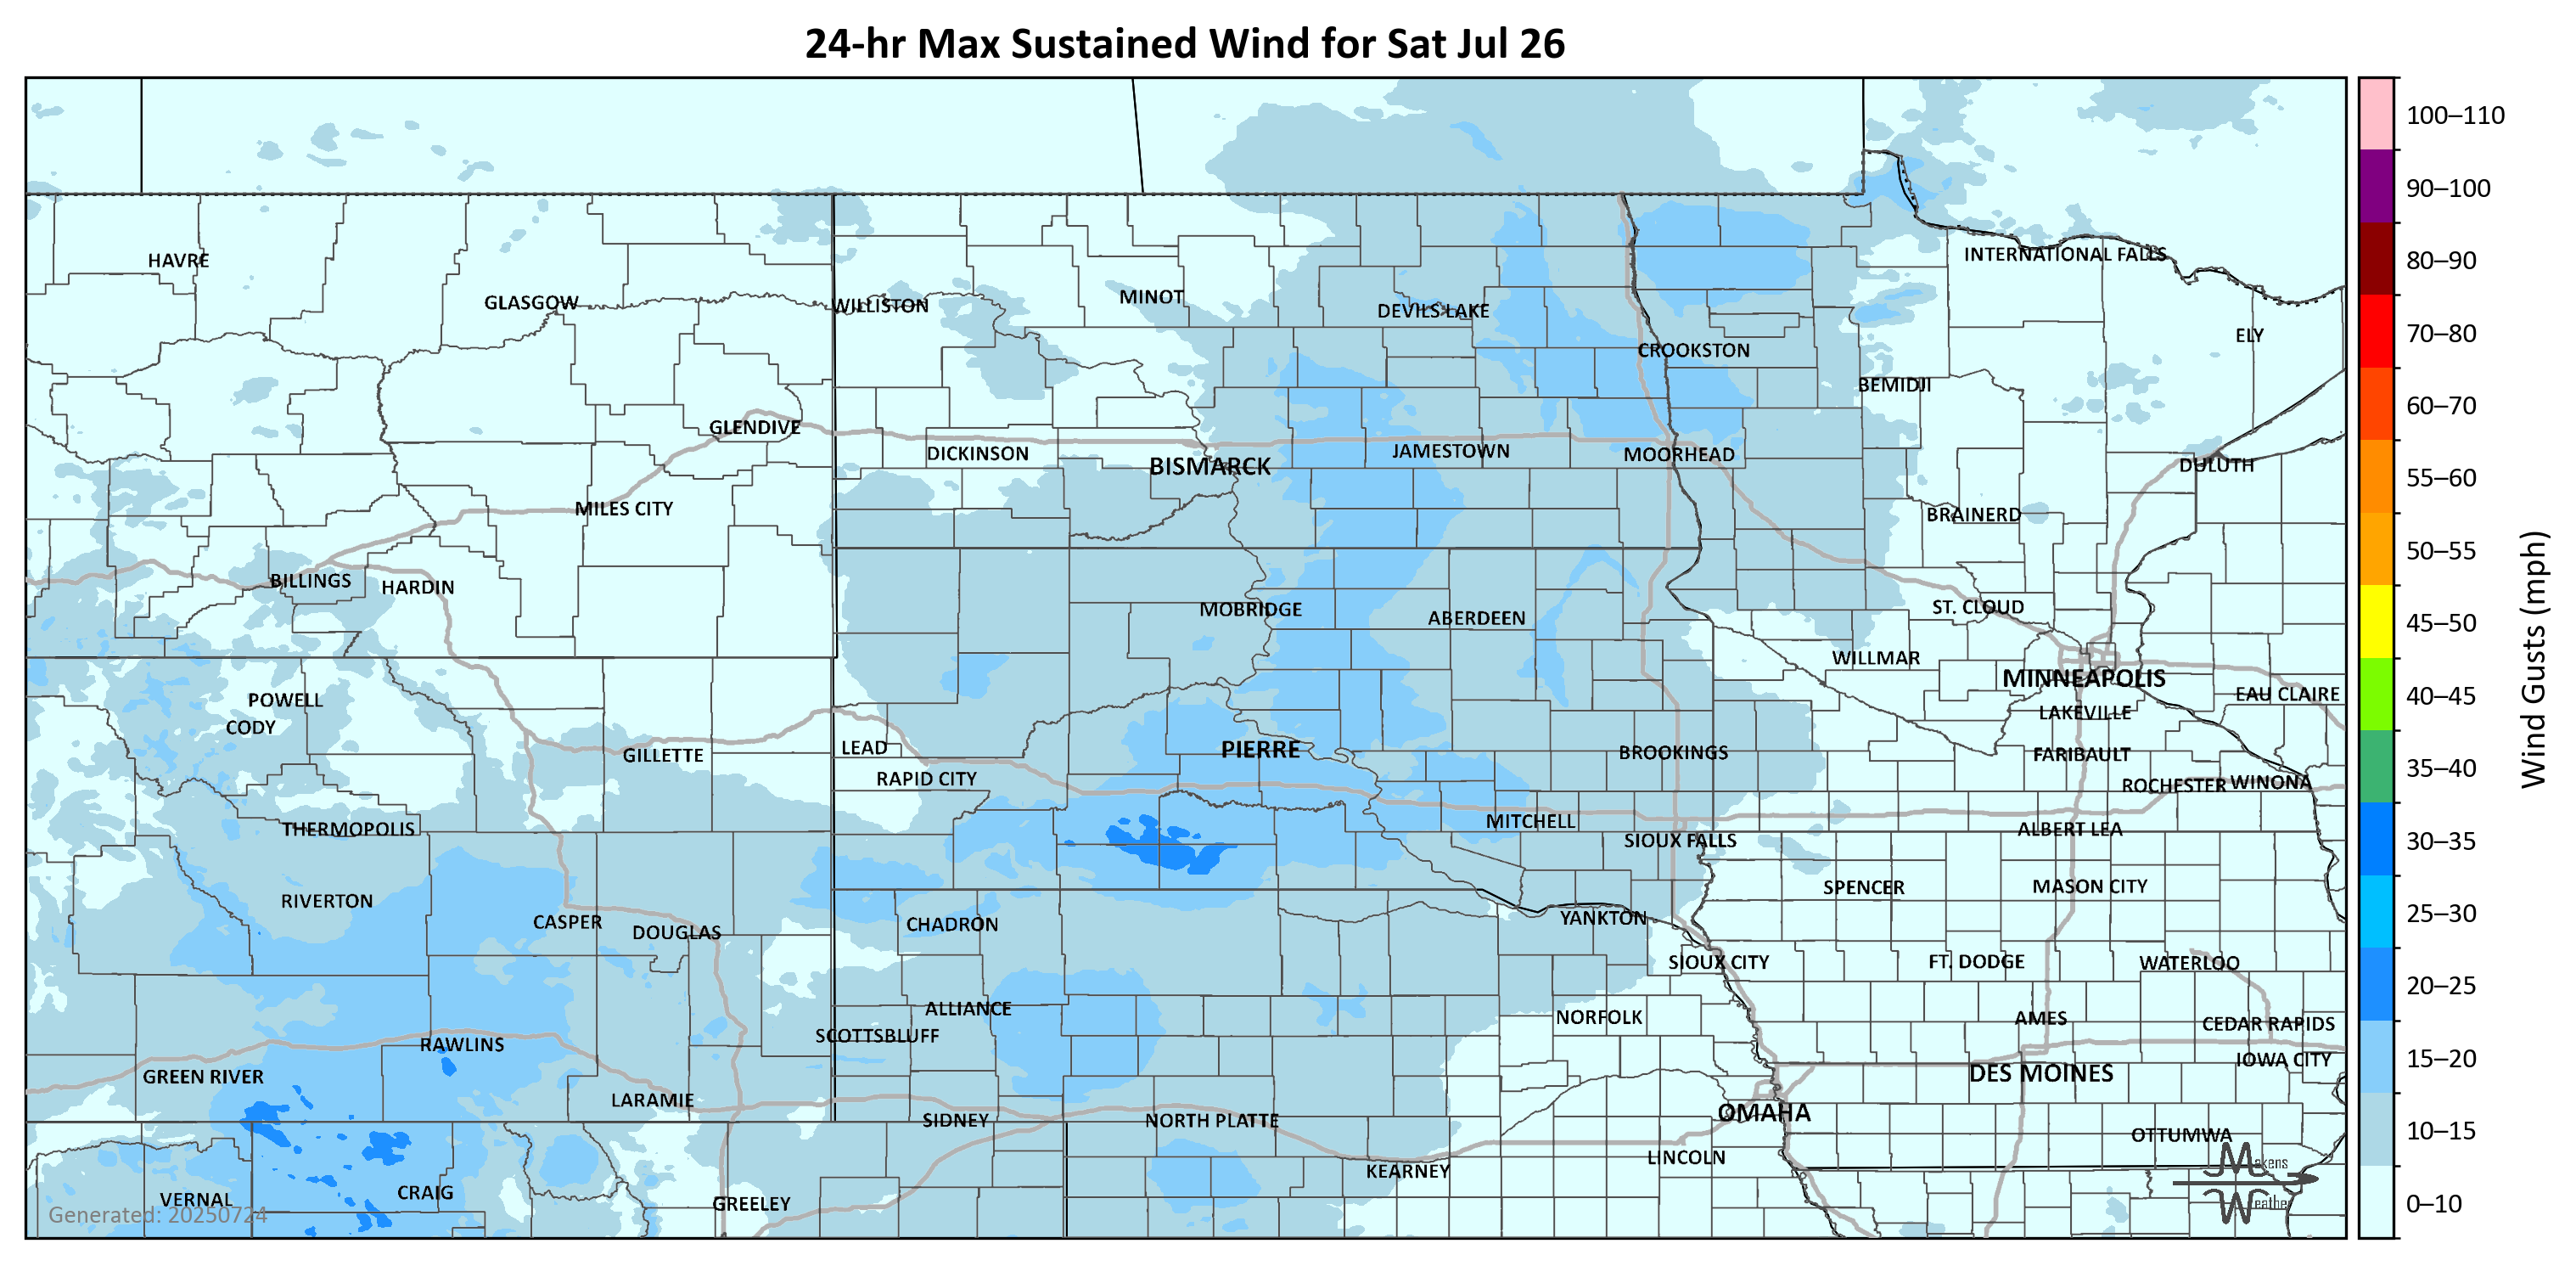 24-hr Max Sustained Wind for Sat Jul 26
100–110
90–100
80–90
70–80
60–70
55–60
50–55
45–50
40–45
35–40
30–35
25–30
20–25
15–20
10–15
0–10
Wind Gusts (mph)
HAVRE
INTERNATIONAL FALLS
GLASGOW
WILLISTON
MINOT
DEVILS LAKE
ELY
CROOKSTON
BEMIDJI
GLENDIVE
DICKINSON
BISMARCK
JAMESTOWN
MOORHEAD
DULUTH
MILES CITY
BRAINERD
BILLINGS
HARDIN
MOBRIDGE
ABERDEEN
ST. CLOUD
WILLMAR
MINNEAPOLIS
POWELL
EAU CLAIRE
CODY
LAKEVILLE
GILLETTE
LEAD
PIERRE
BROOKINGS
FARIBAULT
RAPID CITY
ROCHESTER
WINONA
THERMOPOLIS
MITCHELL
ALBERT LEA
SIOUX FALLS
RIVERTON
SPENCER
MASON CITY
CASPER
DOUGLAS
CHADRON
YANKTON
SIOUX CITY
FT. DODGE
WATERLOO
ALLIANCE
NORFOLK
AMES
CEDAR RAPIDS
SCOTTSBLUFF
RAWLINS
IOWA CITY
GREEN RIVER
DES MOINES
LARAMIE
OMAHA
SIDNEY
NORTH PLATTE
OTTUMWA
LINCOLN
KEARNEY
VERNAL
CRAIG
GREELEY
Generated: 20250724
Makens
Weather